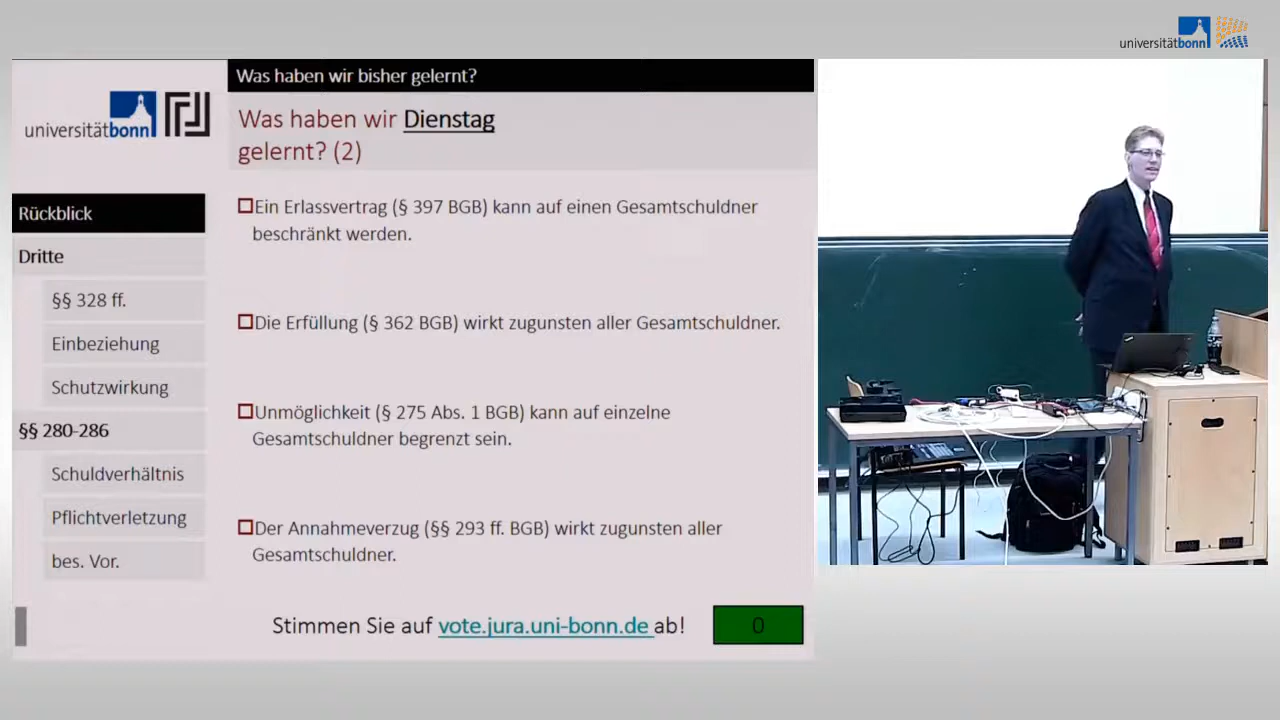 universitätbonn
Was haben wir bisher gelernt?
universitätbonn
Was haben wir Dienstag
gelernt? (2)
Rückblick
Dritte
§§ 328 ff.
Einbeziehung
Schutzwirkung
§§ 280-286
Schuldverhältnis
Pflichtverletzung
bes. Vor.
Ein Erlassvertrag (§ 397 BGB) kann auf einen Gesamtschuldner
beschränkt werden.
Die Erfüllung (§ 362 BGB) wirkt zugunsten aller Gesamtschuldner.
Unmöglichkeit (§ 275 Abs. 1 BGB) kann auf einzelne
Gesamtschuldner begrenzt sein.
Der Annahmeverzug (§§ 293 ff. BGB) wirkt zugunsten aller
Gesamtschuldner.
Stimmen Sie auf vote.jura.uni-bonn.de ab!
0